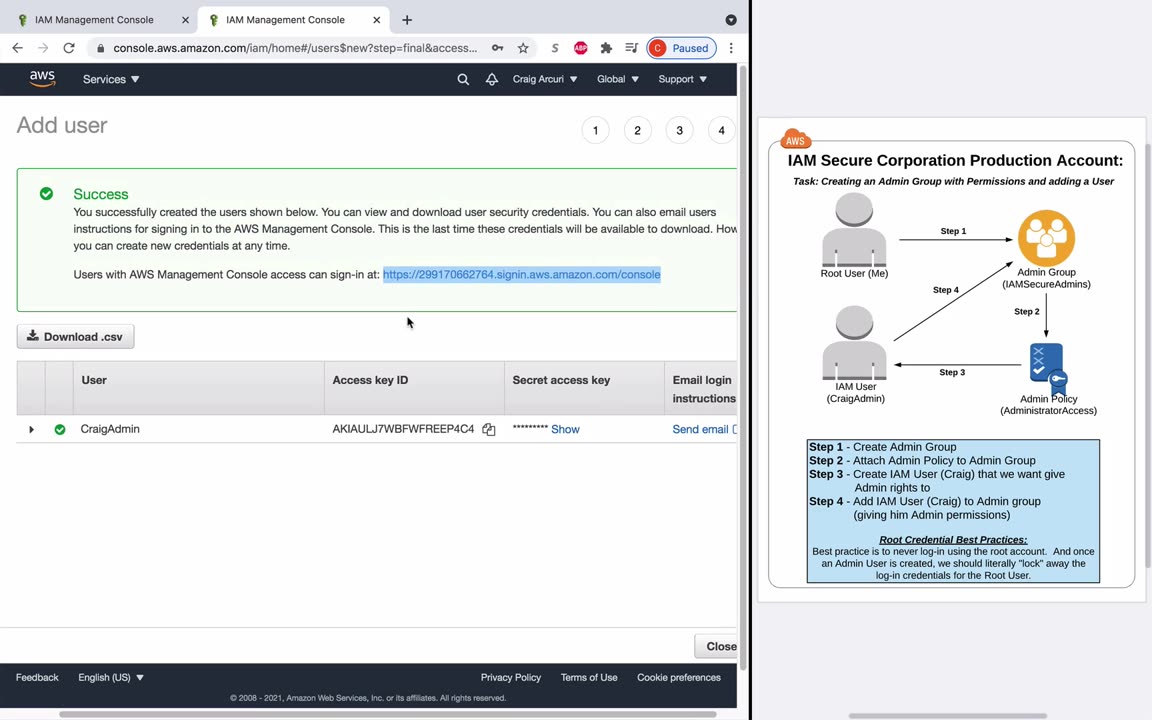 IAM Management Console
IAM Management Console
console.aws.amazon.com/iam/home#/users$new?step=final&access...
S
ABP
C
Paused
aws
Services
Craig Arcuri
Global
Support
Add user
1
2
3
4
Success
You successfully created the users shown below. You can view and download user security credentials. You can also email users
instructions for signing in to the AWS Management Console. This is the last time these credentials will be available to download. How
you can create new credentials at any time.
Users with AWS Management Console access can sign-in at: https://299170662764.signin.aws.amazon.com/console
Download .csv
User
Access key ID
Secret access key
Email login
instructions
CraigAdmin
AKIAULJ7WBFWFREEP4C4
********* Show
Send email
Close
Feedback
English (US)
Privacy Policy
Terms of Use
Cookie preferences
© 2008 - 2021, Amazon Web Services, Inc. or its affiliates. All rights reserved.
AWS
IAM Secure Corporation Production Account:
Task: Creating an Admin Group with Permissions and adding a User
Step 1
Root User (Me)
Admin Group
(IAMSecureAdmins)
Step 4
Step 2
Step 3
IAM User
(CraigAdmin)
Admin Policy
(AdministratorAccess)
Step 1 - Create Admin Group
Step 2 - Attach Admin Policy to Admin Group
Step 3 - Create IAM User (Craig) that we want give
Admin rights to
Step 4 - Add IAM User (Craig) to Admin group
(giving him Admin permissions)
Root Credential Best Practices:
Best practice is to never log-in using the root account. And once
an Admin User is created, we should literally "lock" away the
log-in credentials for the Root User.